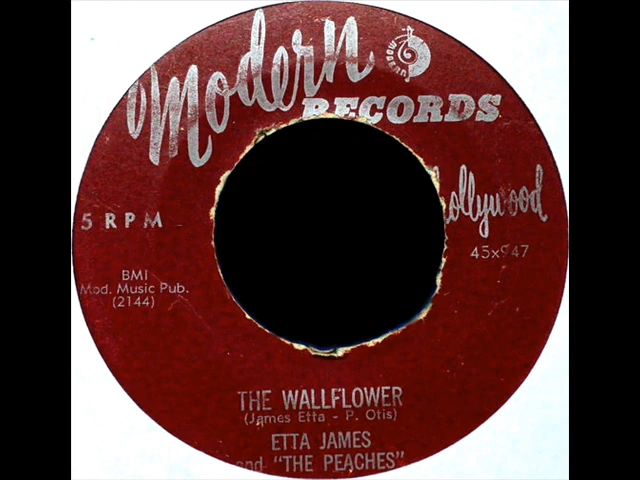 Modern
RECORDS
ollywood
5 RPM
45x947
BMI
Mod. Music Pub.
(2144)
THE WALLFLOWER
(James Etta - P. Otis)
ETTA JAMES
and "THE PEACHES"